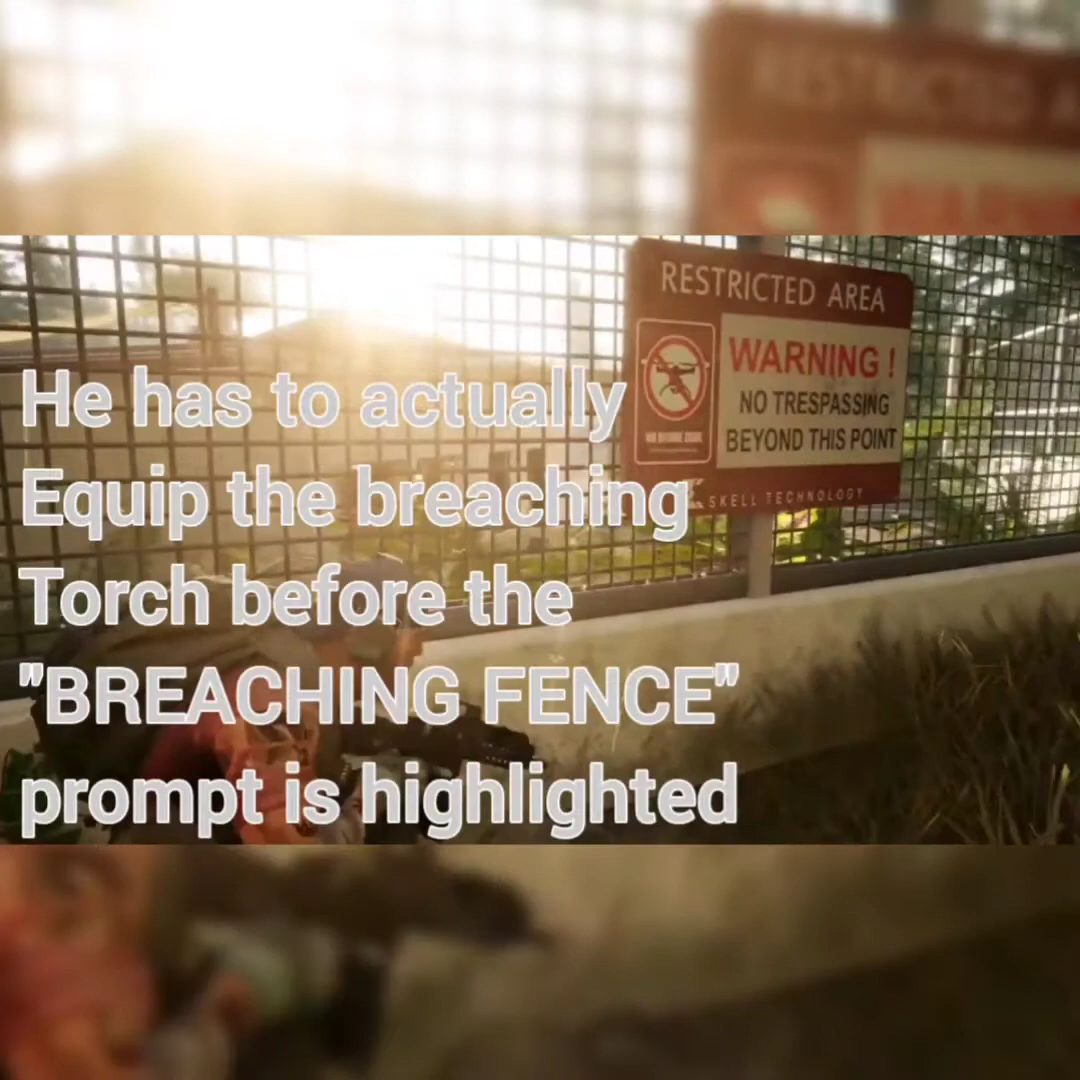 RESTRICTED A
RESTRICTED AREA
WARNING !
NO TRESPASSING
BEYOND THIS POINT
SKELL TECHNOLOGY
He has to actually
Equip the breaching
Torch before the
"BREACHING FENCE"
prompt is highlighted